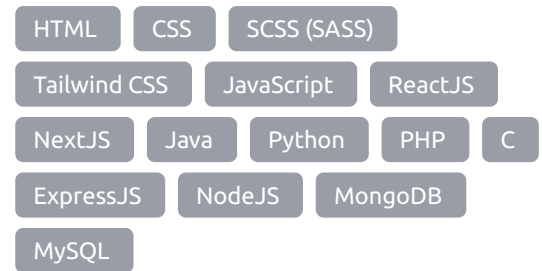 HTML CSS SCSS (SASS)
Tailwind CSS JavaScript ReactJS
NextJS Java Python PHP C
ExpressJS NodeJS MongoDB
MySQL